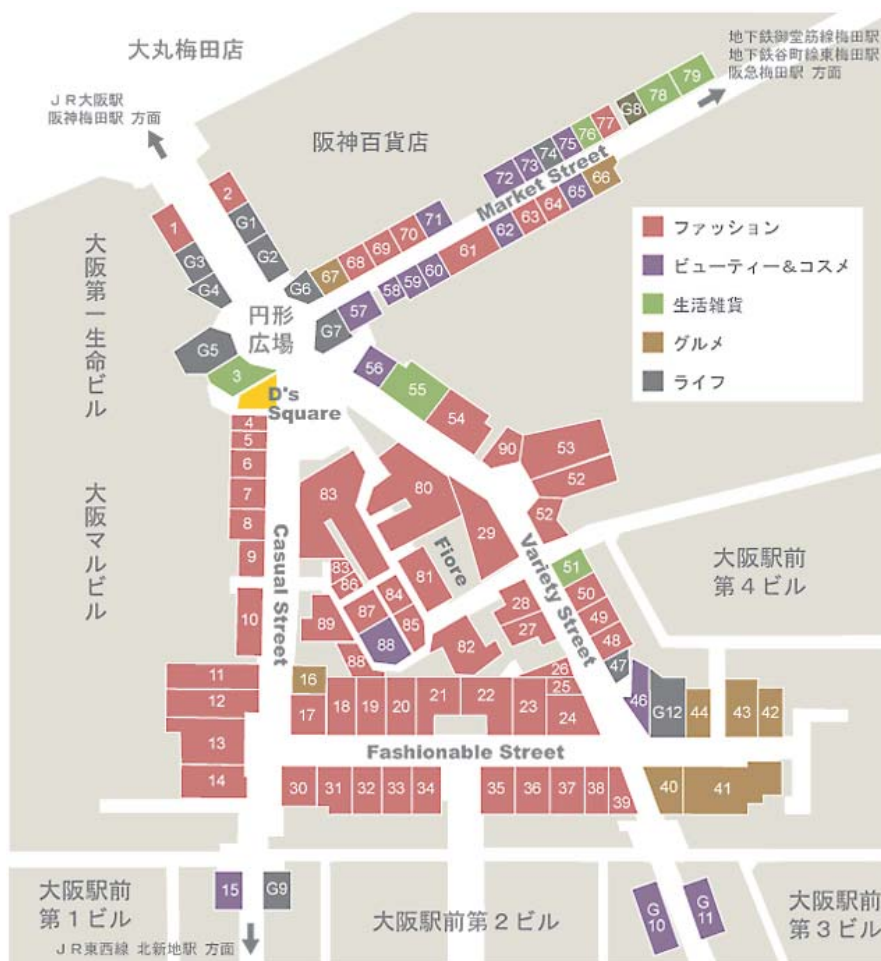 大丸梅田店
地下鉄御堂筋線梅田駅
地下鉄谷町線東梅田駅
阪急梅田駅 方面
JR大阪駅
阪神梅田駅 方面
阪神百貨店
79
78
G8
77
76
75
74
73
72
Market Street
66
65
64
63
62
61
60
59
58
57
71
70
69
68
67
G6
2
G1
G2
1
G3
G4
ファッション
ビューティー&コスメ
生活雑貨
グルメ
ライフ
大阪第一生命ビル
円形
広場
G7
G5
3
D's
Square
56
55
54
90
53
52
52
4
5
6
7
8
9
10
大阪マルビル
Casual Street
83
80
29
Fiore
Variety Street
83
86
81
84
87
85
88
89
88
82
28
27
51
50
49
48
47
大阪駅前
第4ビル
11
12
13
14
16
17
18
19
20
21
22
23
26
25
24
46
G12
44
43
42
Fashionable Street
30
31
32
33
34
35
36
37
38
39
40
41
15
G9
G
10
G
11
大阪駅前
第1ビル
大阪駅前第2ビル
大阪駅前
第3ビル
JR東西線 北新地駅 方面